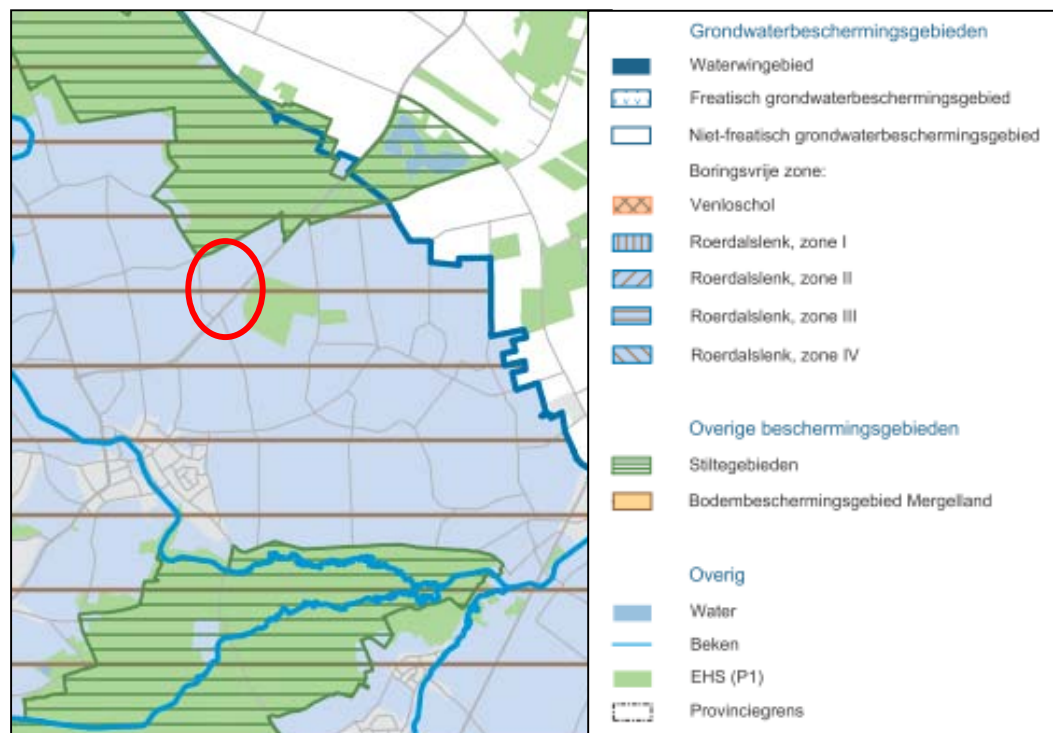 Grondwaterbeschermingsgebieden
Waterwingebied
Freatisch grondwaterbeschermingsgebied
Niet-freatisch grondwaterbeschermingsgebied
Boringsvrije zone:
Venloschol
Roerdalslenk, zone I
Roerdalslenk, zone II
Roerdalslenk, zone III
Roerdalslenk, zone IV
Overige beschermingsgebieden
Stiltegebieden
Bodembeschermingsgebied Mergelland
Overig
Water
Beken
EHS (P1)
Provinciegrens